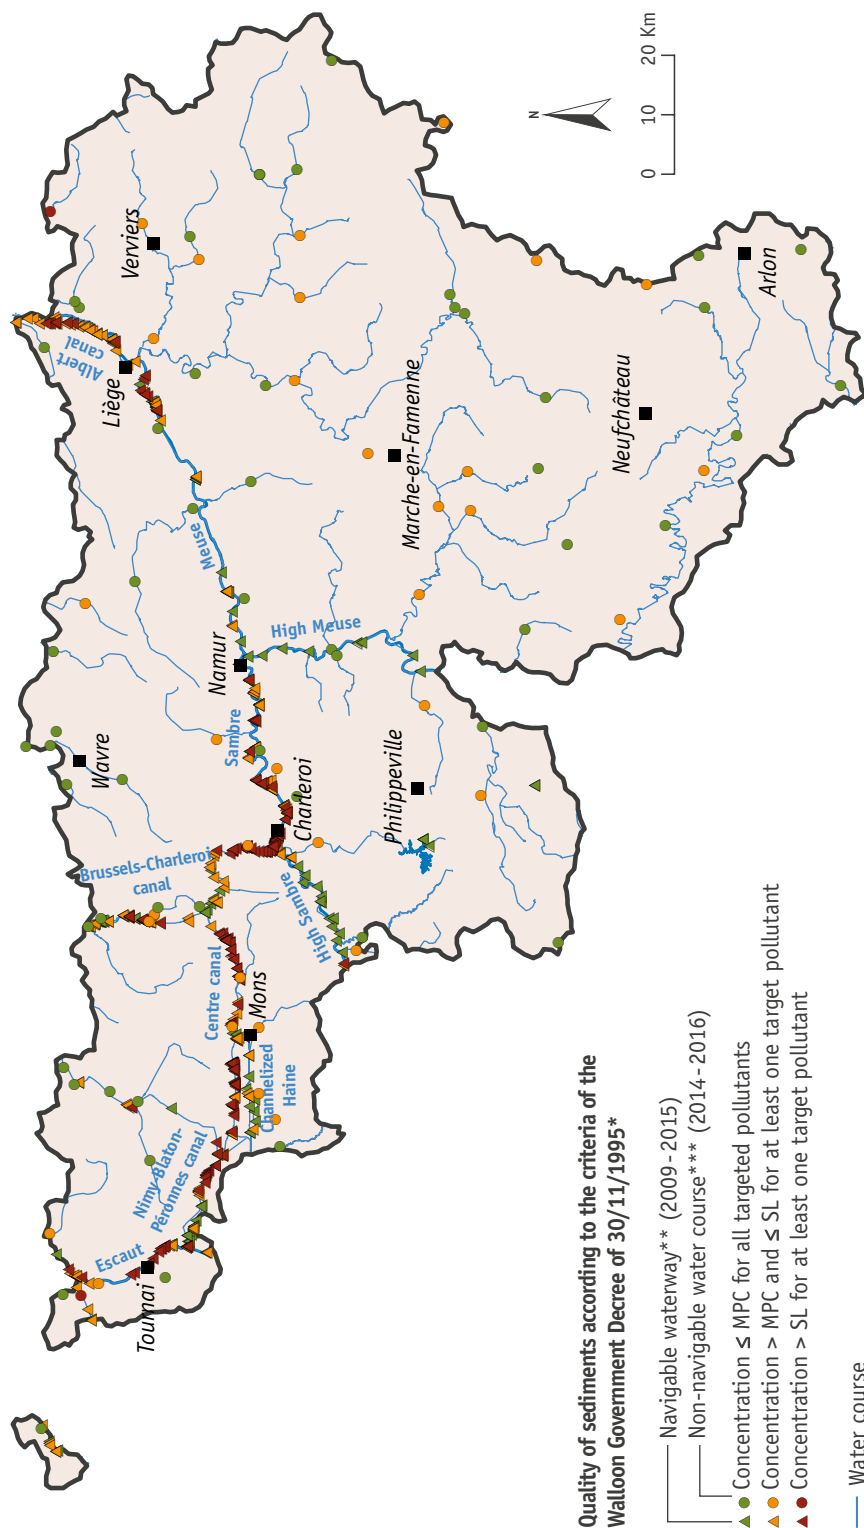 Tournai
Escaut
Nimy-Blaton-
Péronnes canal
Channelized
Haine
Mons
Centre canal
Brussels-Charleroi
canal
High Sambre
Charleroi
Wavre
Sambre
Namur
Philippeville
High Meuse
Meuse
Marche-en-Famenne
Liège
Albert
canal
Verviers
Neufchâteau
Arlon
N
0 10 20 Km
Quality of sediments according to the criteria of the
Walloon Government Decree of 30/11/1995*
Navigable waterway** (2009-2015)
Non-navigable water course*** (2014-2016)
Concentration ≤ MPC for all targeted pollutants
Concentration > MPC and ≤ SL for at least one target pollutant
Concentration > SL for at least one target pollutant
Water course